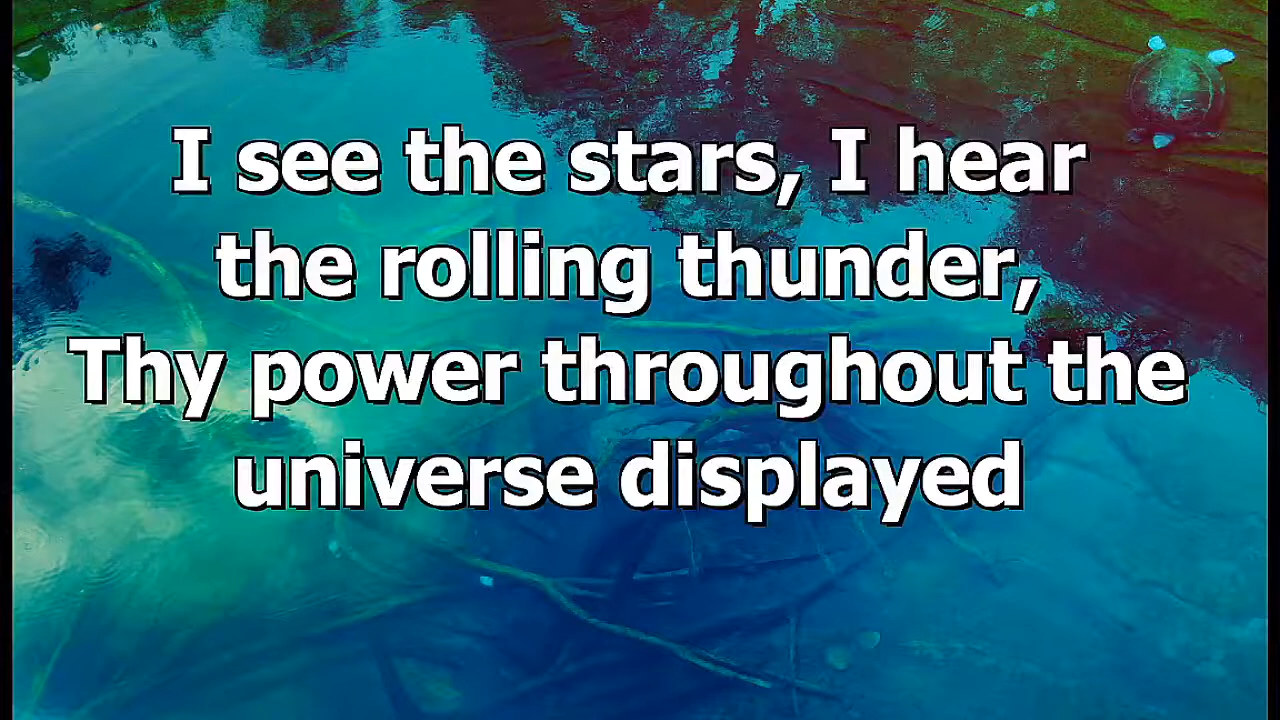 I see the stars, I hear
the rolling thunder,
Thy power throughout the
universe displayed